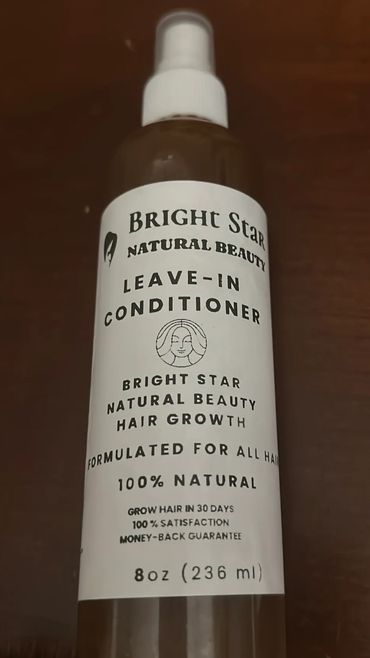 BRIGHT STAR
NATURAL BEAUTY
LEAVE-IN
CONDITIONER
BRIGHT STAR
NATURAL BEAUTY
HAIR GROWTH
FORMULATED FOR ALL HAI
100% NATURAL
GROW HAIR IN 30 DAYS
100% SATISFACTION
MONEY-BACK GUARANTEE
8oz (236 ml)